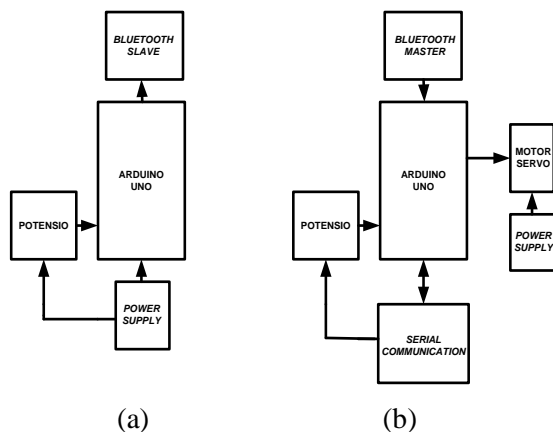 BLUETOOTH
SLAVE
ARDUINO
UNO
POTENSIO
POWER
SUPPLY
(a)
BLUETOOTH
MASTER
ARDUINO
UNO
MOTOR
SERVO
POTENSIO
POWER
SUPPLY
SERIAL
COMMUNICATION
(b)